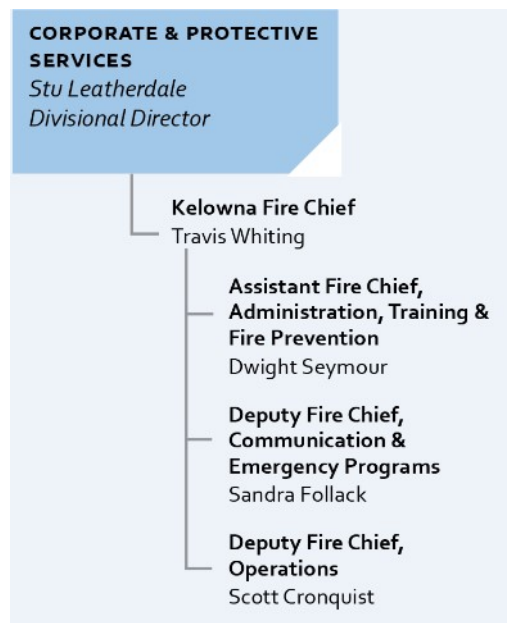 CORPORATE & PROTECTIVE
SERVICES
Stu Leatherdale
Divisional Director
Kelowna Fire Chief
Travis Whiting
Assistant Fire Chief,
Administration, Training &
Fire Prevention
Dwight Seymour
Deputy Fire Chief,
Communication &
Emergency Programs
Sandra Follack
Deputy Fire Chief,
Operations
Scott Cronquist